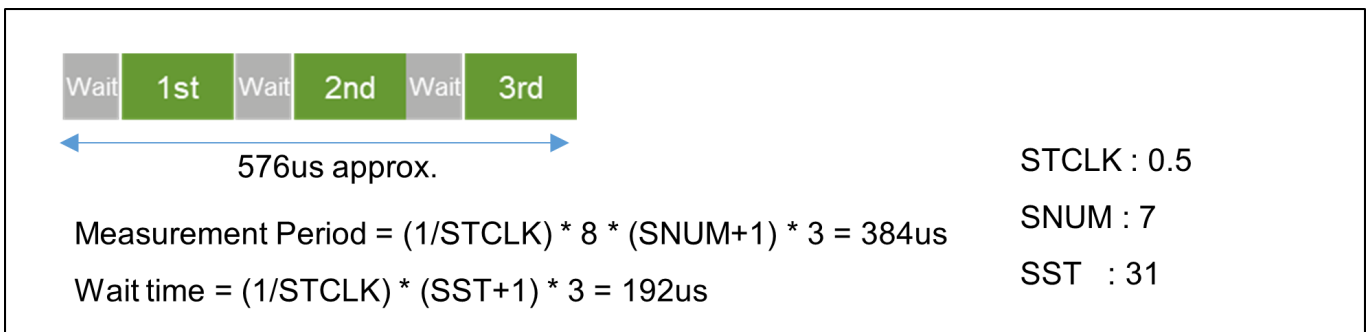 Wait 1st Wait 2nd Wait 3rd
576us approx.
STCLK : 0.5
Measurement Period = (1/STCLK) * 8 * (SNUM+1) * 3 = 384us
SNUM : 7
Wait time = (1/STCLK) * (SST+1) * 3 = 192us
SST : 31